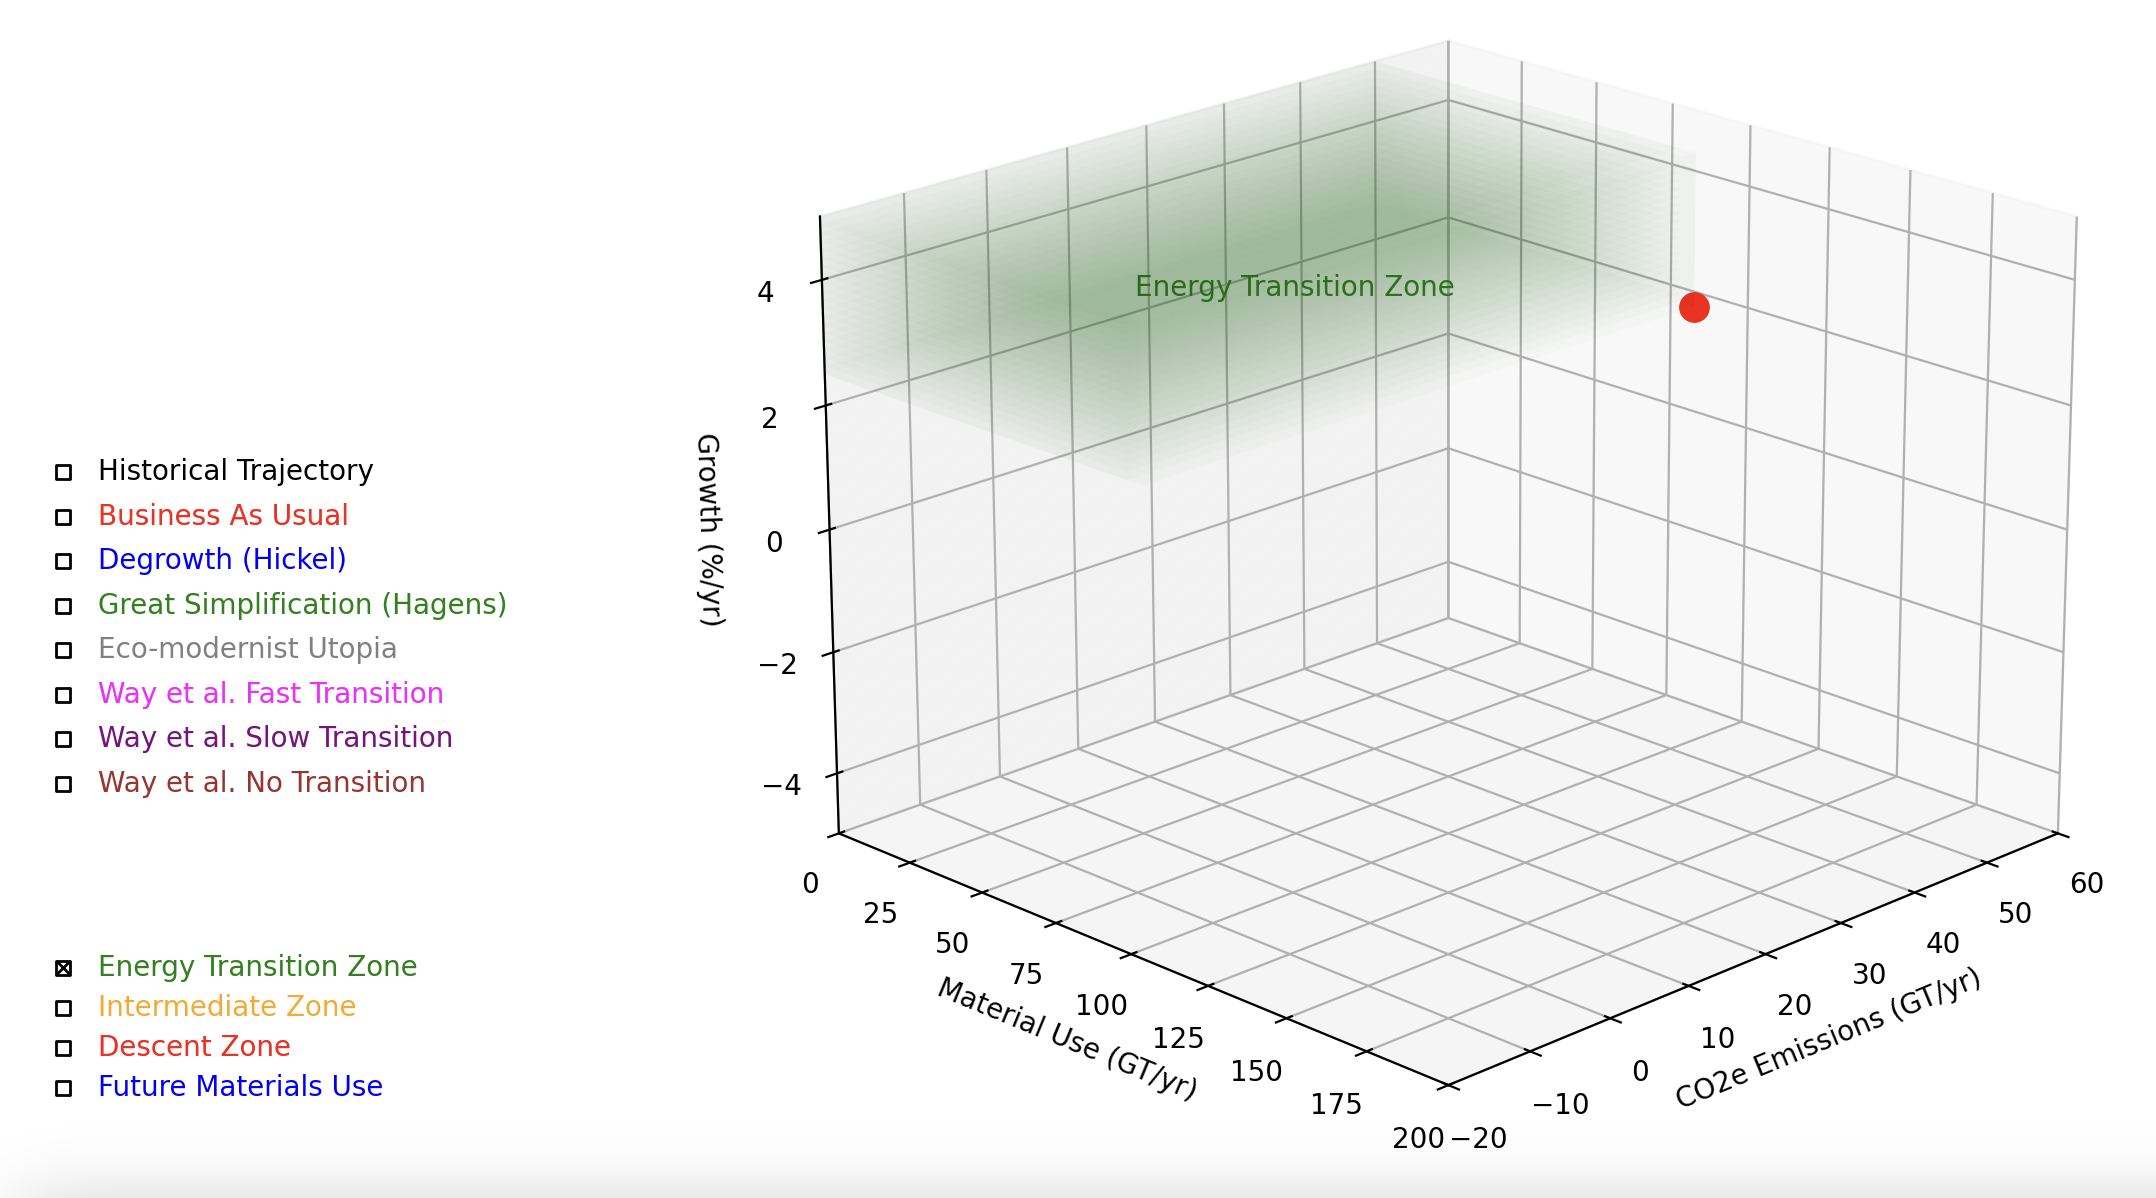 Historical Trajectory
Business As Usual
Degrowth (Hickel)
Great Simplification (Hagens)
Eco-modernist Utopia
Way et al. Fast Transition
Way et al. Slow Transition
Way et al. No Transition
Energy Transition Zone
Intermediate Zone
Descent Zone
Future Materials Use
Energy Transition Zone
Growth (%/yr)
4
2
0
−2
−4
0
25
50
75
100
125
150
175
200
Material Use (GT/yr)
−20
−10
0
10
20
30
40
50
60
CO2e Emissions (GT/yr)